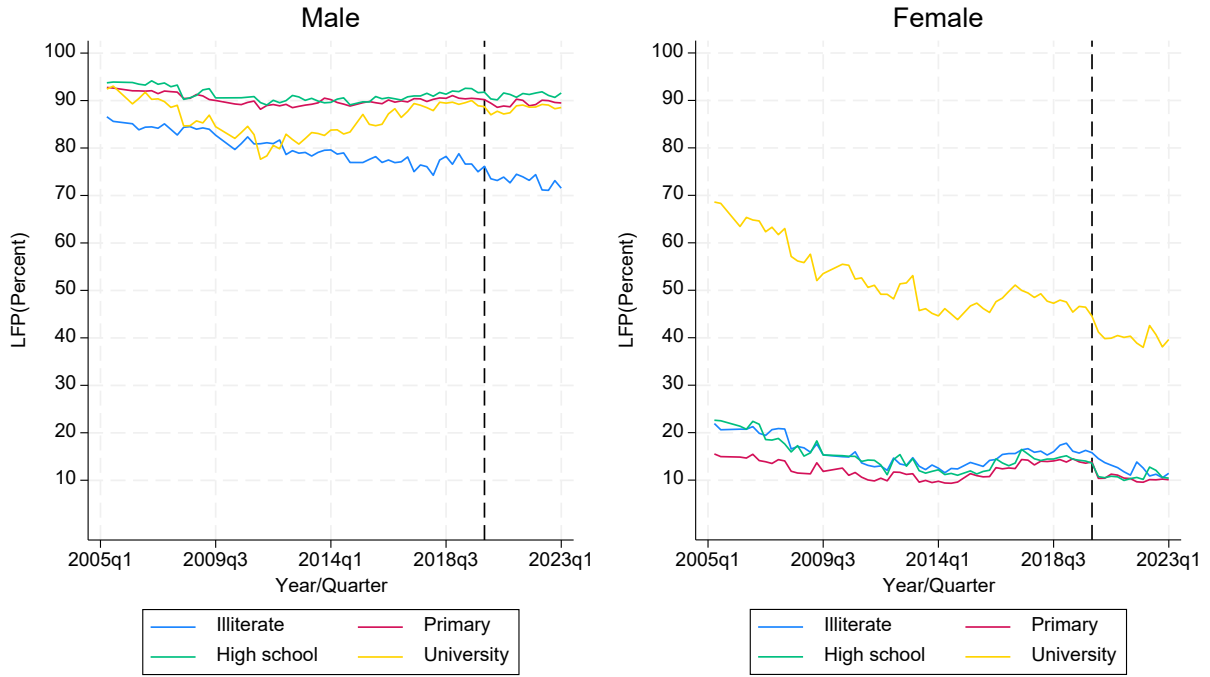 Male
LFP(Percent)
100
90
80
70
60
50
40
30
20
10
2005q1 2009q3 2014q1 2018q3 2023q1
Year/Quarter
Illiterate Primary
High school University
Female
LFP(Percent)
100
90
80
70
60
50
40
30
20
10
2005q1 2009q3 2014q1 2018q3 2023q1
Year/Quarter
Illiterate Primary
High school University